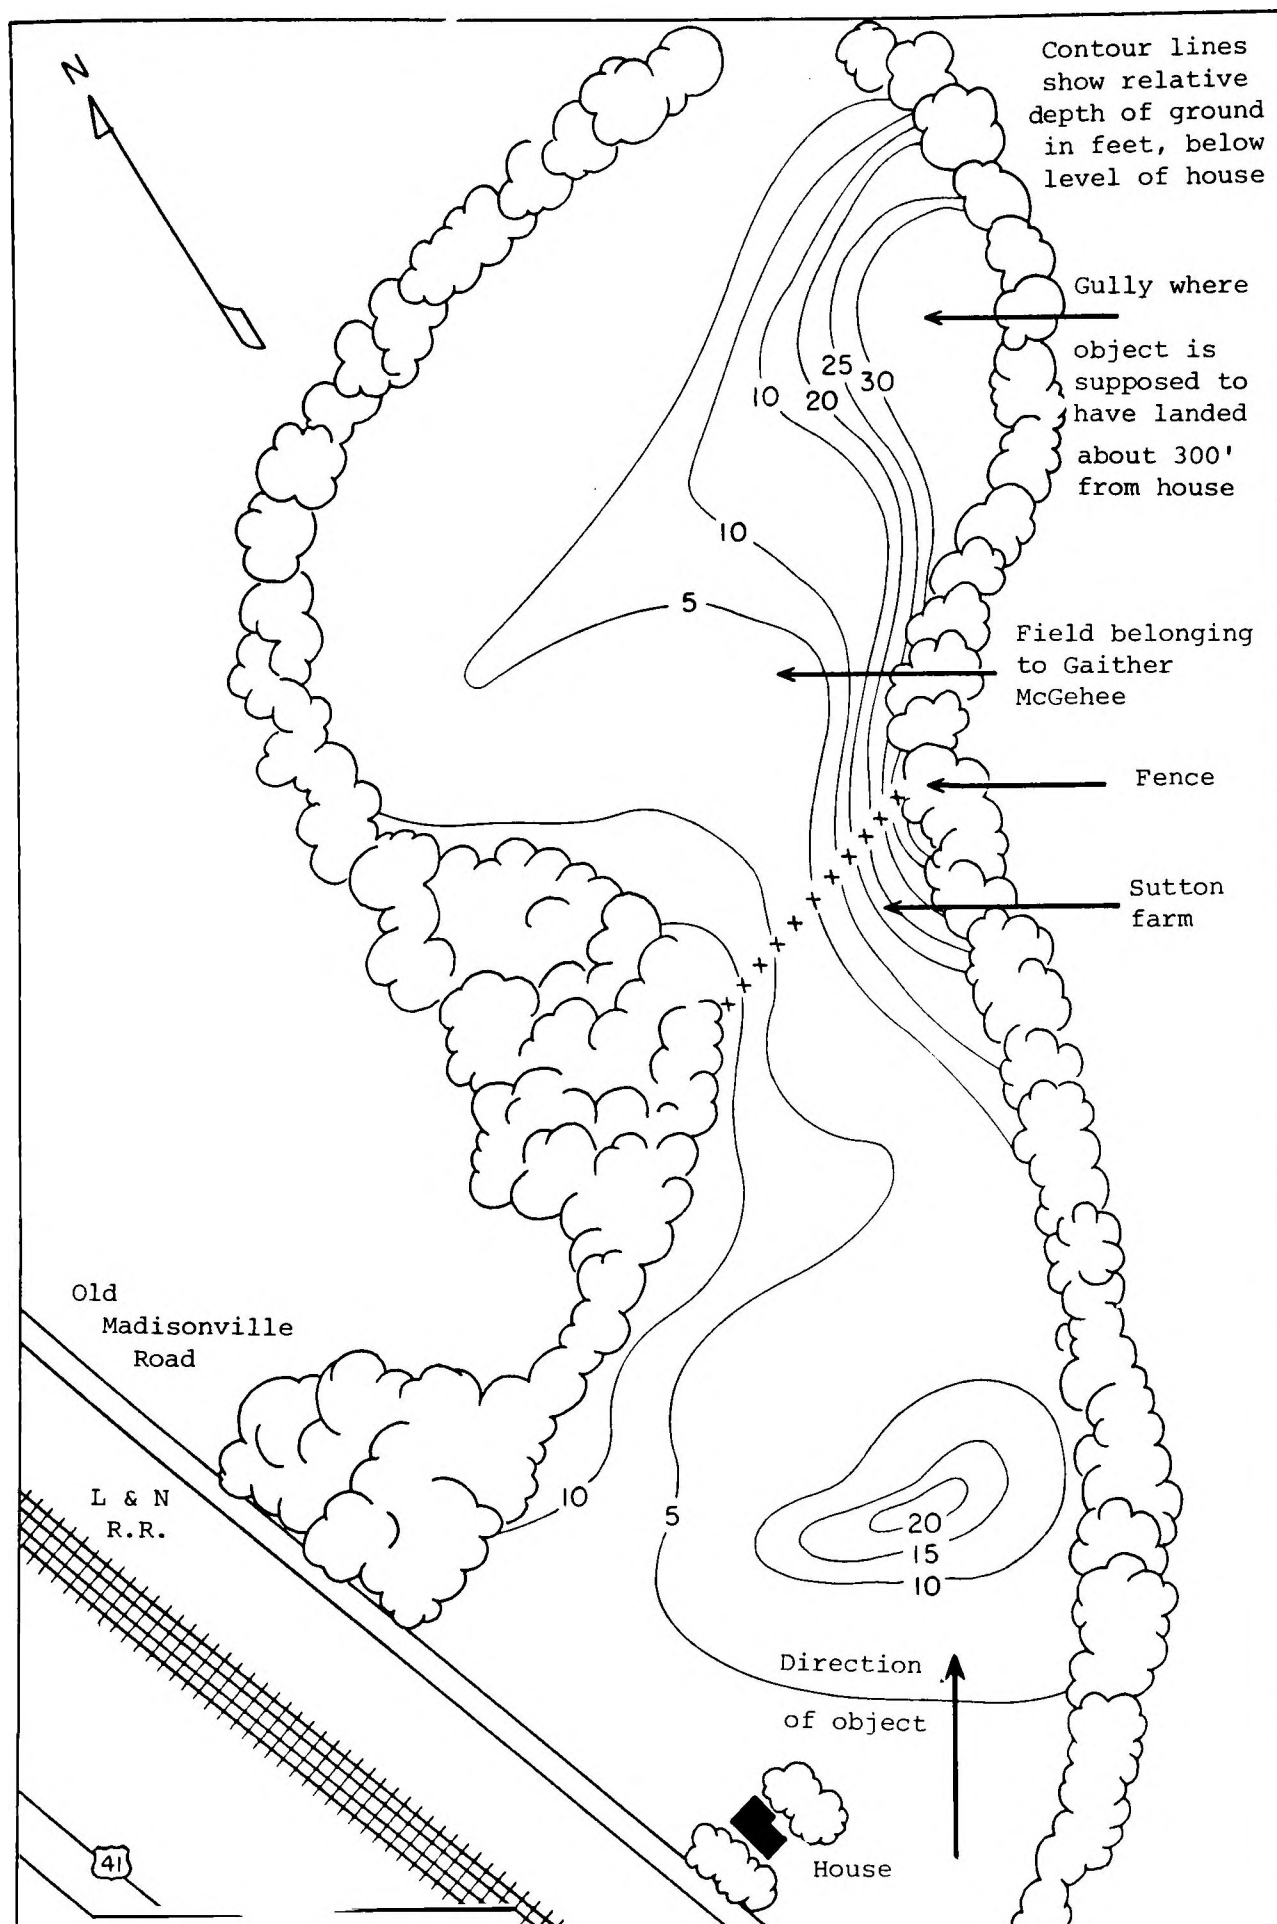 N
Contour lines
show relative
depth of ground
in feet, below
level of house
Gully where
object is
supposed to
have landed
about 300'
from house
25
30
10
20
10
5
Field belonging
to Gaither
McGehee
Fence
Sutton
farm
Old
Madisonville
Road
L & N
R.R.
10
5
20
15
10
Direction
of object
House
41